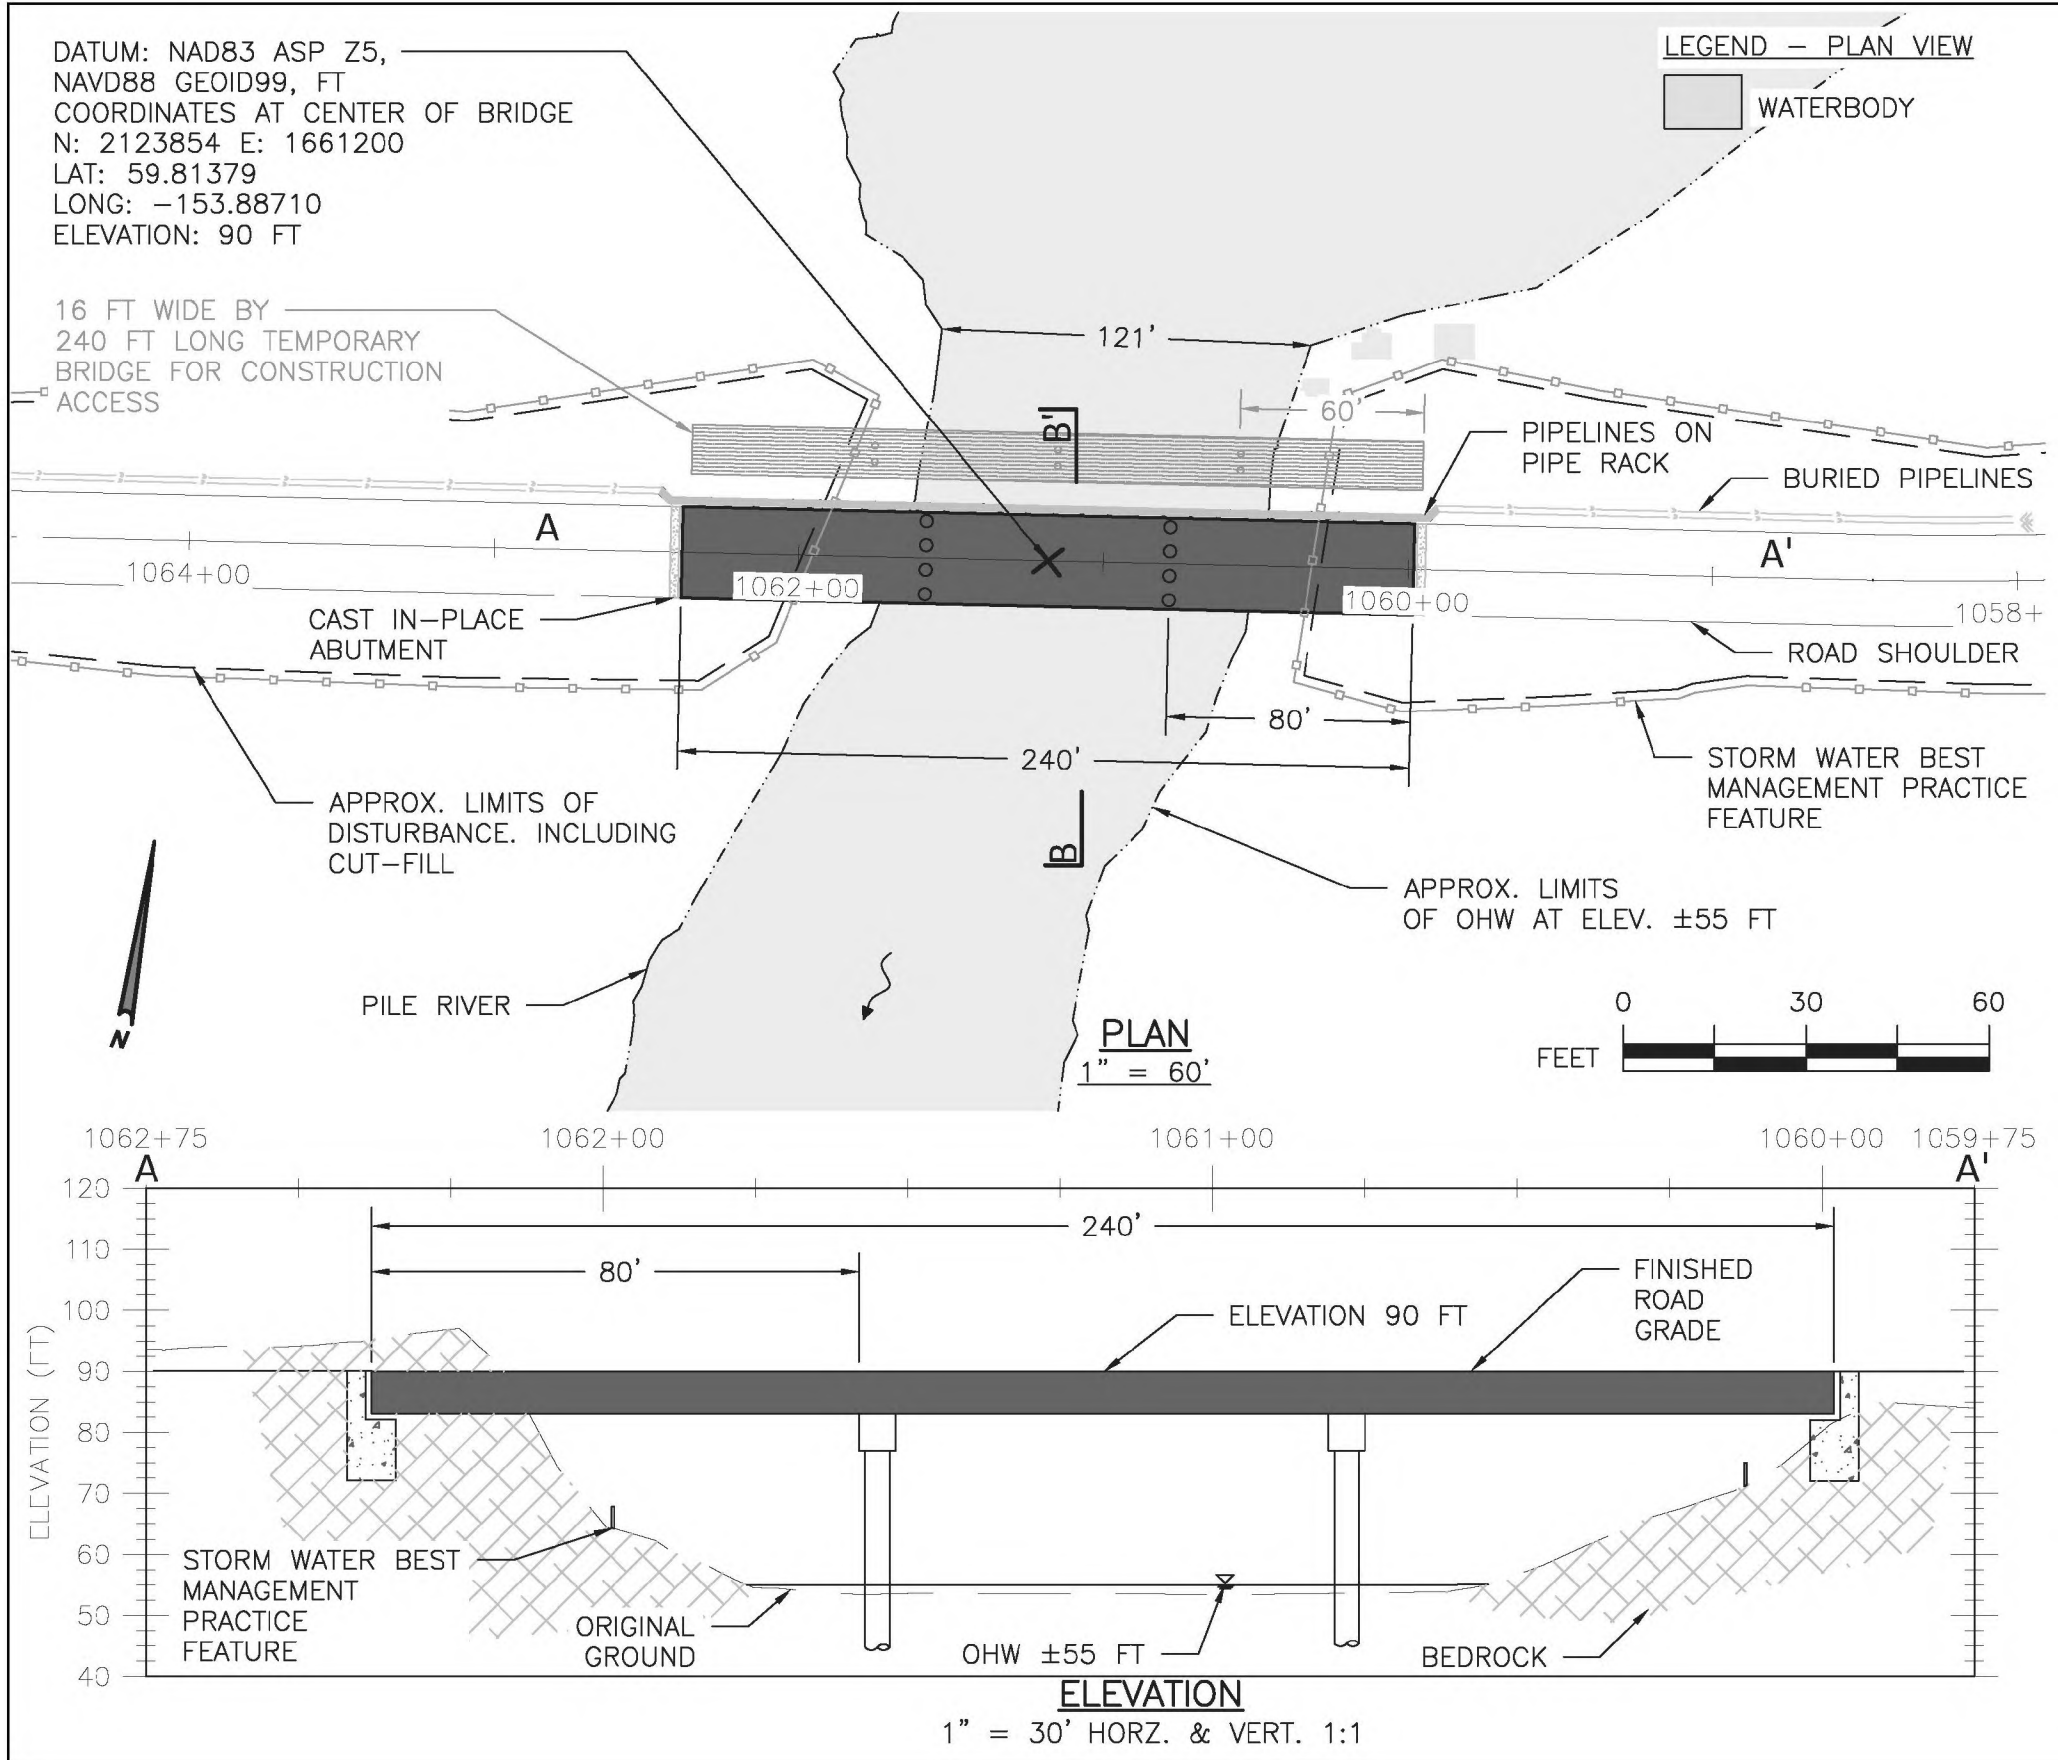 DATUM: NAD83 ASP Z5,
NAVD88 GEOID99, FT
COORDINATES AT CENTER OF BRIDGE
N: 2123854 E: 1661200
LAT: 59.81379
LONG: −153.88710
ELEVATION: 90 FT
LEGEND − PLAN VIEW
WATERBODY
16 FT WIDE BY
240 FT LONG TEMPORARY
BRIDGE FOR CONSTRUCTION
ACCESS
121'
60'
B'
PIPELINES ON
PIPE RACK
BURIED PIPELINES
A
A'
1064+00
1062+00
1060+00
1058+
CAST IN−PLACE
ABUTMENT
ROAD SHOULDER
80'
240'
STORM WATER BEST
MANAGEMENT PRACTICE
FEATURE
APPROX. LIMITS OF
DISTURBANCE. INCLUDING
CUT−FILL
B
APPROX. LIMITS
OF OHW AT ELEV. ±55 FT
PILE RIVER
N
PLAN
1" = 60'
0 30 60
FEET
1062+75 1062+00 1061+00 1060+00 1059+75
A A'
120
110
100
90
80
70
60
50
40
ELEVATION (FT)
240'
80'
FINISHED
ROAD
GRADE
ELEVATION 90 FT
STORM WATER BEST
MANAGEMENT
PRACTICE
FEATURE
ORIGINAL
GROUND
OHW ±55 FT
BEDROCK
ELEVATION
1" = 30' HORZ. & VERT. 1:1